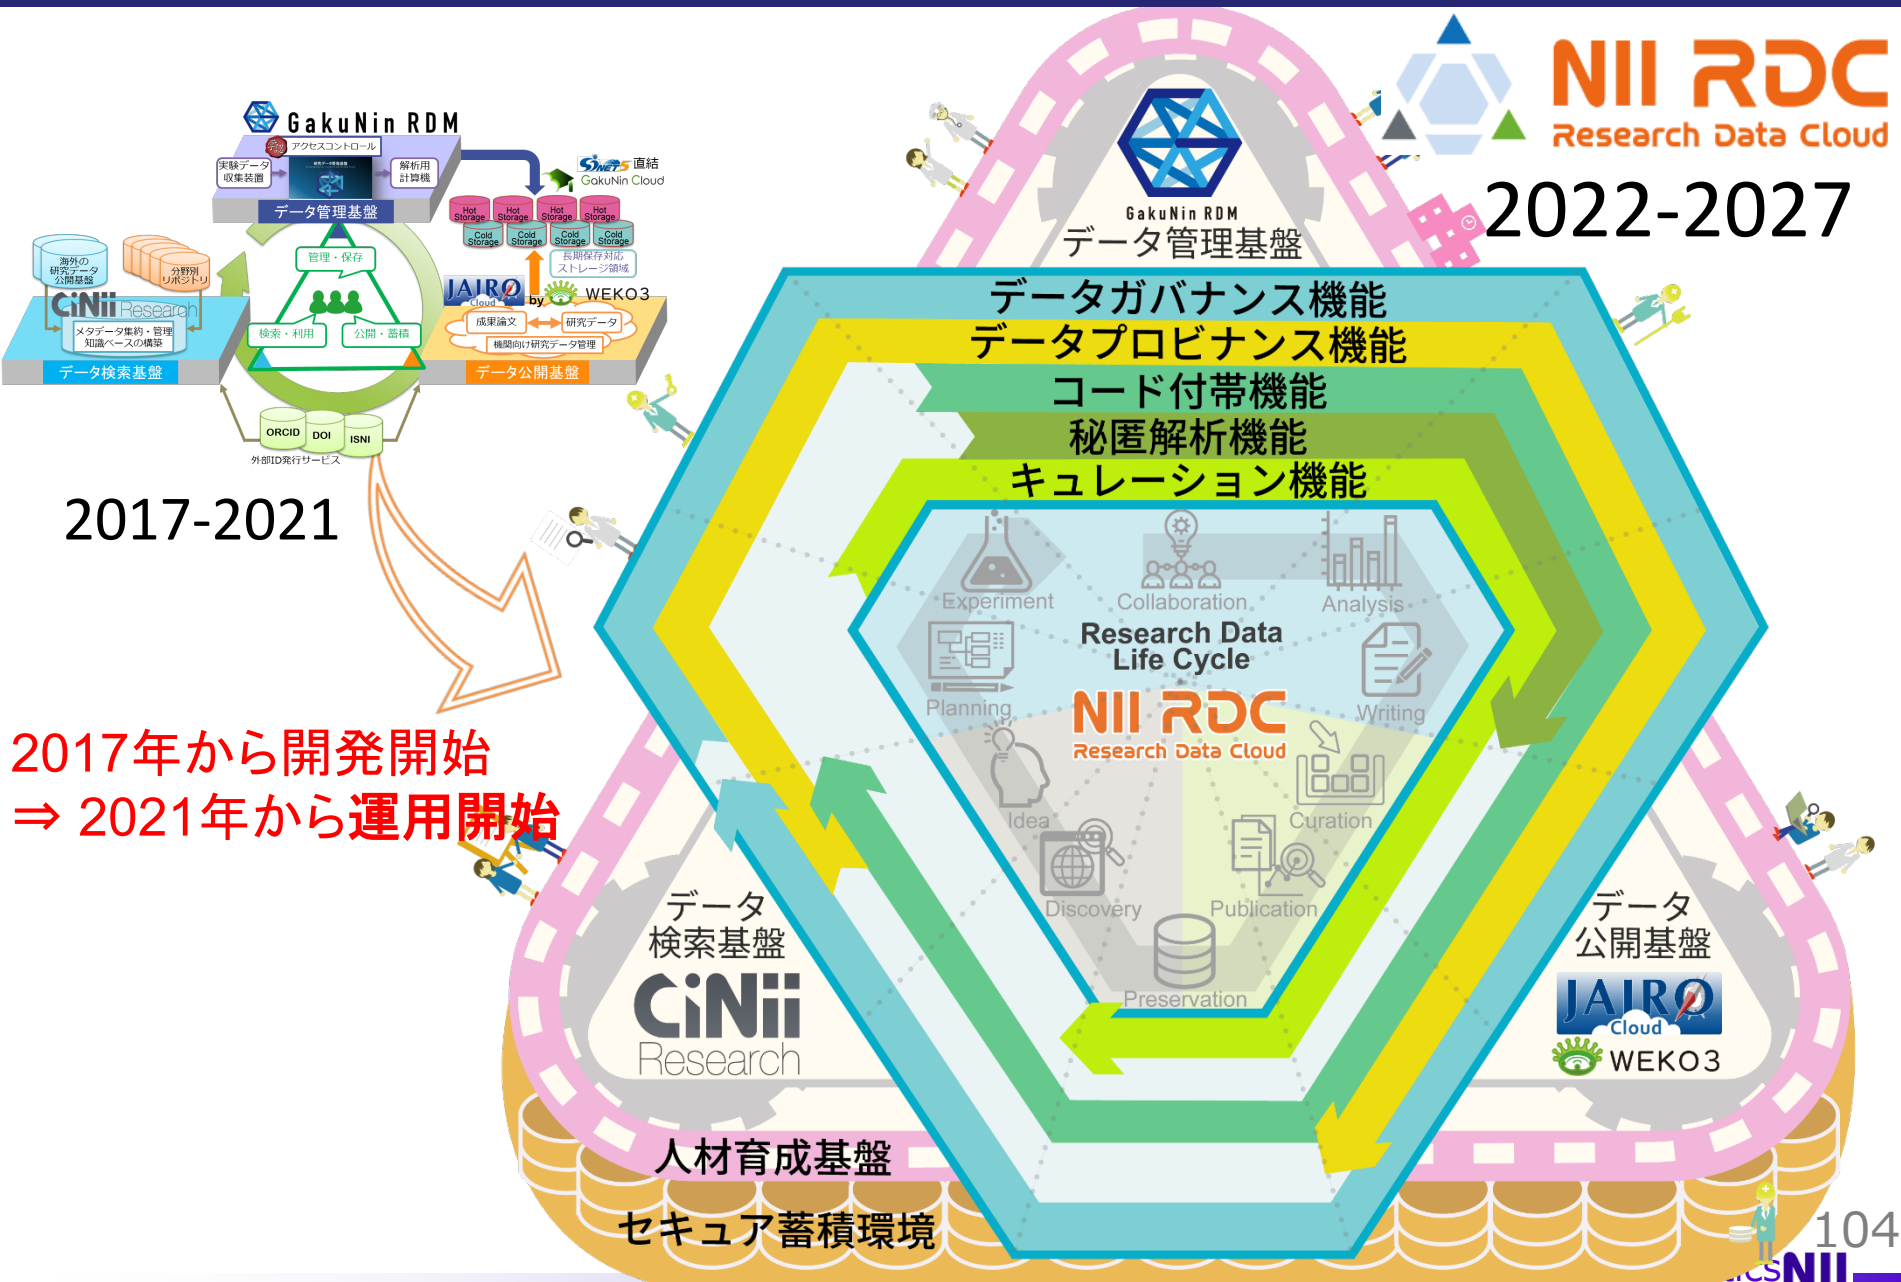 GakuNin RDM
アクセスコントロール
実験データ
収集装置
解析用
計算機
データ管理基盤
SINET5 直結
GakuNin Cloud
Hot Storage Hot Storage Hot Storage Hot Storage
Cold Storage Cold Storage Cold Storage Cold Storage
長期保存対応
ストレージ領域
海外の
研究データ
公開基盤
分野別
リポジトリ
CiNii Research
メタデータ集約・管理
知識ベースの構築
データ検索基盤
管理・保存
検索・利用
公開・蓄積
JAIRO Cloud by WEKO3
成果論文
研究データ
機関向け研究データ管理
データ公開基盤
ORCID
DOI
ISNI
外部ID発行サービス
2017-2021
2017年から開発開始
⇒ 2021年から運用開始
NII RDC
Research Data Cloud
2022-2027
GakuNin RDM
データ管理基盤
データガバナンス機能
データプロビナンス機能
コード付帯機能
秘匿解析機能
キュレーション機能
Experiment
Collaboration
Analysis
Research Data
Life Cycle
NII RDC
Research Data Cloud
Planning
Writing
Idea
Curation
Discovery
Publication
Preservation
データ
検索基盤
CiNii
Research
データ
公開基盤
JAIRO
Cloud
WEKO3
人材育成基盤
セキュア蓄積環境
104
NII